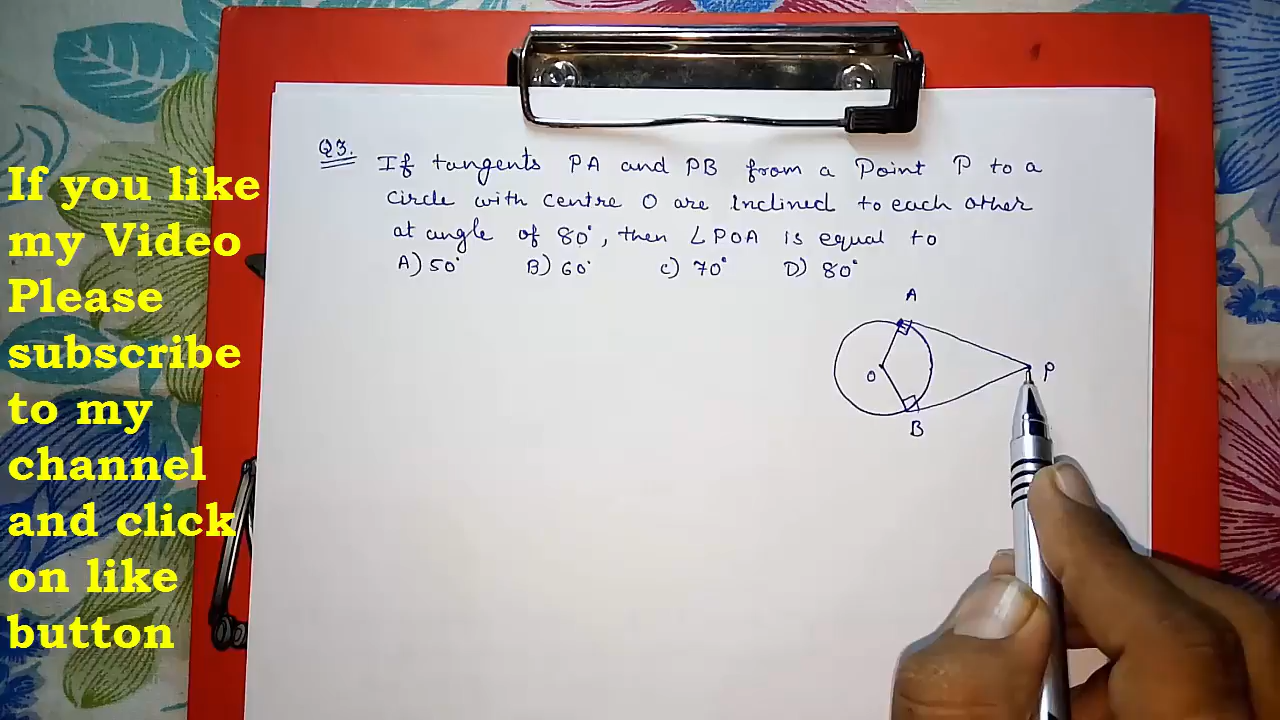 Q3.
If tangents PA and PB from a Point P to a
circle with centre O are Inclined to each other
at angle of 80°, then ∠POA is equal to
A) 50° B) 60° C) 70° D) 80°
A
O
P
B
If you like
my Video
Please
subscribe
to my
channel
and click
on like
button